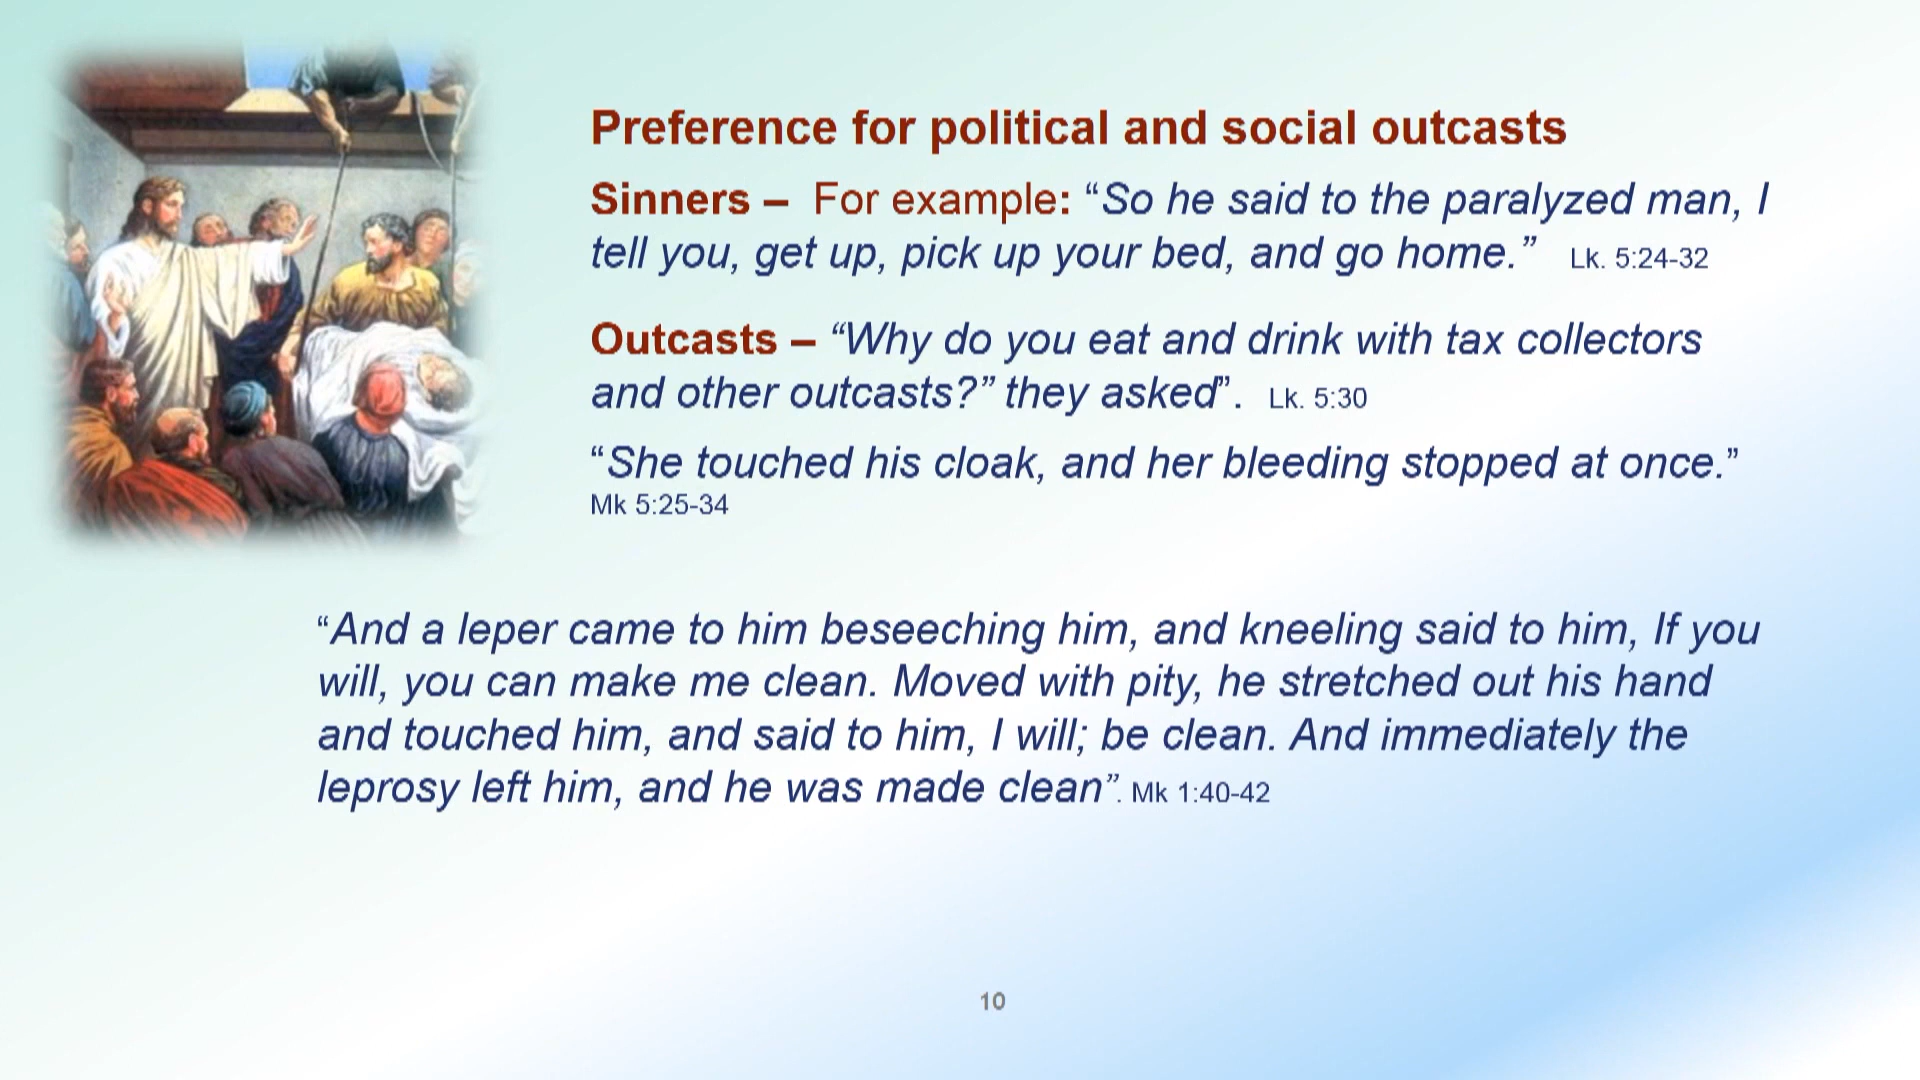 Preference for political and social outcasts
Sinners –  For example: “So he said to the paralyzed man, I
tell you, get up, pick up your bed, and go home.”   Lk. 5:24-32
Outcasts – “Why do you eat and drink with tax collectors
and other outcasts?” they asked”.  Lk. 5:30
“She touched his cloak, and her bleeding stopped at once.”
Mk 5:25-34
“And a leper came to him beseeching him, and kneeling said to him, If you
will, you can make me clean. Moved with pity, he stretched out his hand
and touched him, and said to him, I will; be clean. And immediately the
leprosy left him, and he was made clean”. Mk 1:40-42
10